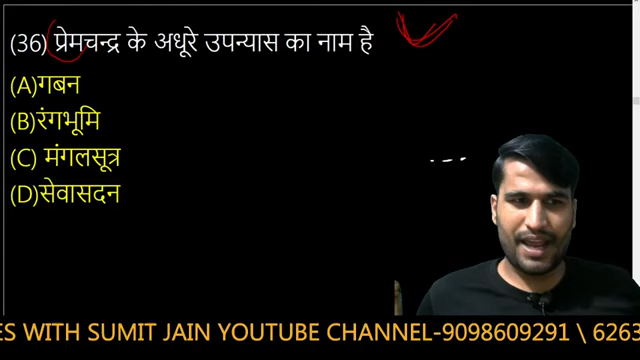 (36) प्रेमचन्द्र के अधूरे उपन्यास का नाम है
(A)गबन
(B)रंगभूमि
(C) मंगलसूत्र
(D)सेवासदन
ES WITH SUMIT JAIN YOUTUBE CHANNEL-9098609291 \ 6263